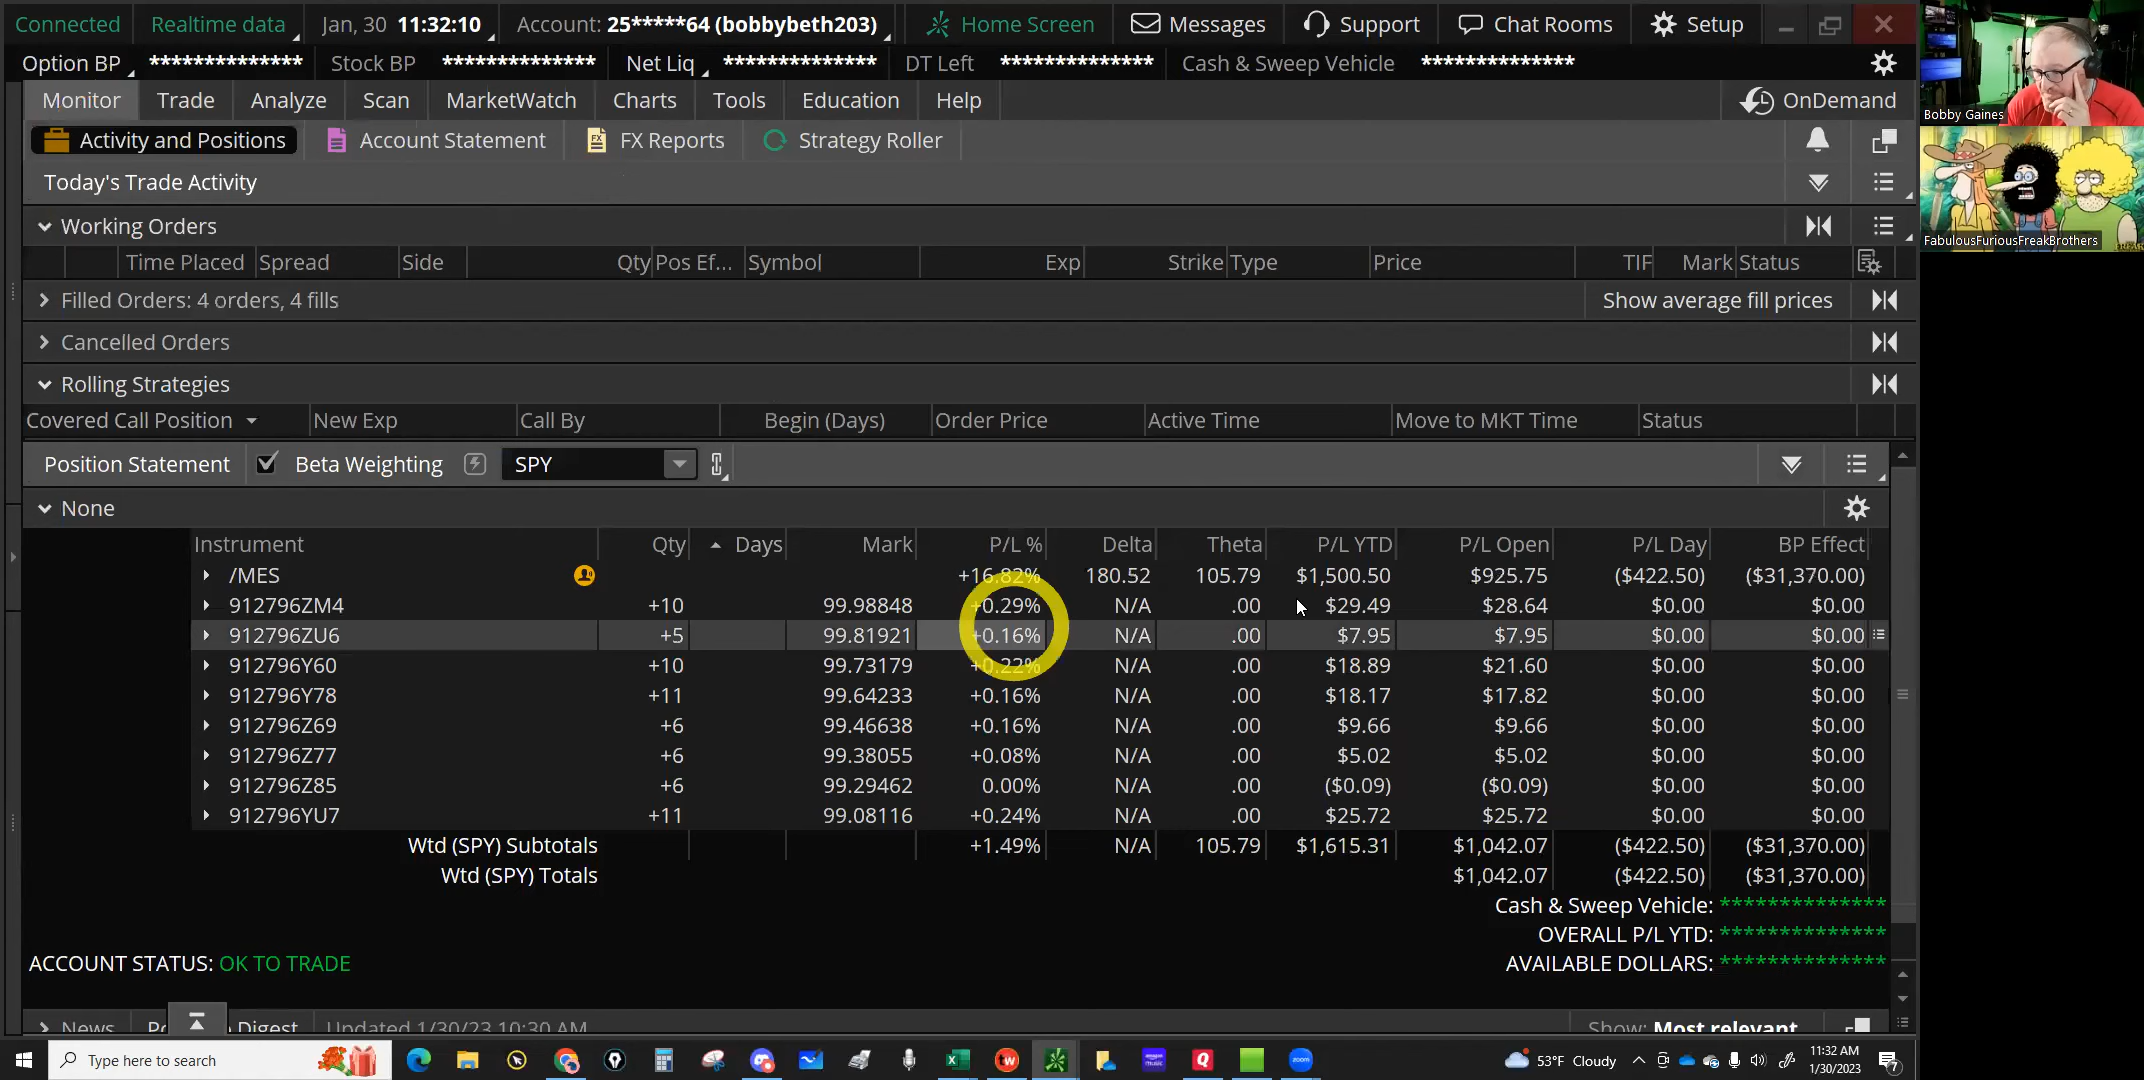 Connected Realtime data Jan, 30 11:32:10 Account: 25*****64 (bobbybeth203) Home Screen Messages Support Chat Rooms Setup
Option BP ************** Stock BP ************** Net Liq ************** DT Left ************** Cash & Sweep Vehicle **************
Monitor Trade Analyze Scan MarketWatch Charts Tools Education Help OnDemand
Bobby Gaines
Activity and Positions Account Statement FX Reports Strategy Roller
Today's Trade Activity
Working Orders
FabulousFuriousFreakBrothers
Time Placed Spread Side Qty Pos Ef... Symbol Exp Strike Type Price TIF Mark Status
Filled Orders: 4 orders, 4 fills Show average fill prices
Cancelled Orders
Rolling Strategies
Covered Call Position New Exp Call By Begin (Days) Order Price Active Time Move to MKT Time Status
Position Statement Beta Weighting SPY
None
Instrument Qty Days Mark P/L % Delta Theta P/L YTD P/L Open P/L Day BP Effect
/MES +16.82% 180.52 105.79 $1,500.50 $925.75 ($422.50) ($31,370.00)
912796ZM4 +10 99.98848 +0.29% N/A .00 $29.49 $28.64 $0.00 $0.00
912796ZU6 +5 99.81921 +0.16% N/A .00 $7.95 $7.95 $0.00 $0.00
912796Y60 +10 99.73179 +0.22% N/A .00 $18.89 $21.60 $0.00 $0.00
912796Y78 +11 99.64233 +0.16% N/A .00 $18.17 $17.82 $0.00 $0.00
912796Z69 +6 99.46638 +0.16% N/A .00 $9.66 $9.66 $0.00 $0.00
912796Z77 +6 99.38055 +0.08% N/A .00 $5.02 $5.02 $0.00 $0.00
912796Z85 +6 99.29462 0.00% N/A .00 ($0.09) ($0.09) $0.00 $0.00
912796YU7 +11 99.08116 +0.24% N/A .00 $25.72 $25.72 $0.00 $0.00
Wtd (SPY) Subtotals +1.49% N/A 105.79 $1,615.31 $1,042.07 ($422.50) ($31,370.00)
Wtd (SPY) Totals $1,042.07 ($422.50) ($31,370.00)
Cash & Sweep Vehicle: **************
OVERALL P/L YTD: **************
ACCOUNT STATUS: OK TO TRADE AVAILABLE DOLLARS: **************
News Digest Updated 1/30/23 10:30 AM Show: Most relevant
Type here to search 53°F Cloudy 11:32 AM
1/30/2023 7